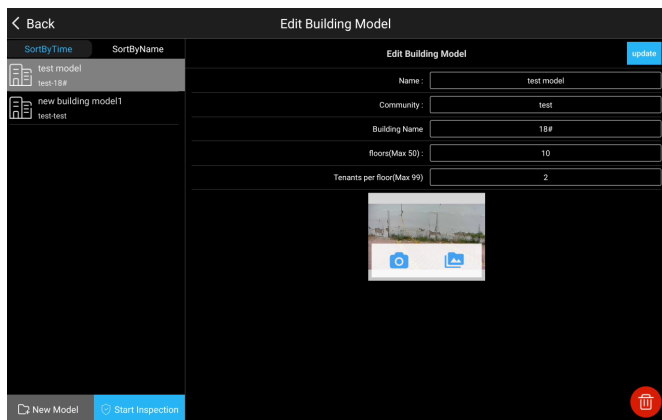 Back
Edit Building Model
SortByTime SortByName
test model
test-18#
new building model1
test-test
Edit Building Model
update
Name : test model
Community : test
Building Name 18#
floors(Max 50) : 10
Tenants per floor(Max 99) 2
New Model
Start Inspection